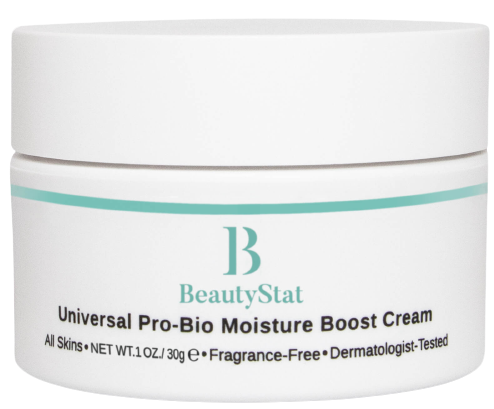 B
BeautyStat
Universal Pro-Bio Moisture Boost Cream
All Skins•NET WT.1 OZ./ 30g ℮•Fragrance-Free•Dermatologist-Tested